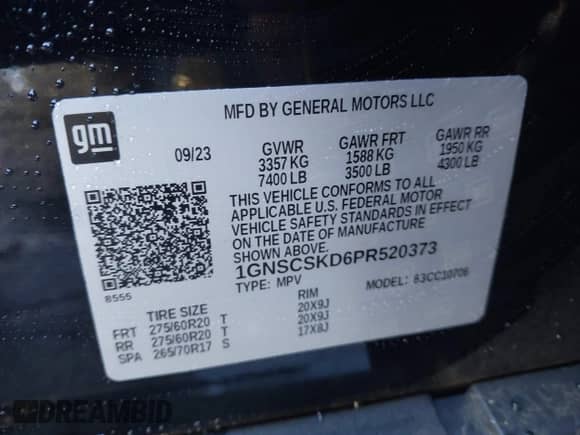 gm
MFD BY GENERAL MOTORS LLC
09/23 GVWR GAWR FRT GAWR RR
3357 KG 1588 KG 1950 KG
7400 LB 3500 LB 4300 LB
THIS VEHICLE CONFORMS TO ALL
APPLICABLE U.S. FEDERAL MOTOR
VEHICLE SAFETY STANDARDS IN EFFECT
ON THE DATE OF MANUFACTURE
SHOWN ABOVE.
1GNSCSKD6PR520373
8555
TYPE: MPV MODEL: 83CC10706
TIRE SIZE RIM
FRT 275/60R20 T 20X9J
RR 275/60R20 T 20X9J
SPA 265/70R17 S 17X8J
DREAMBID